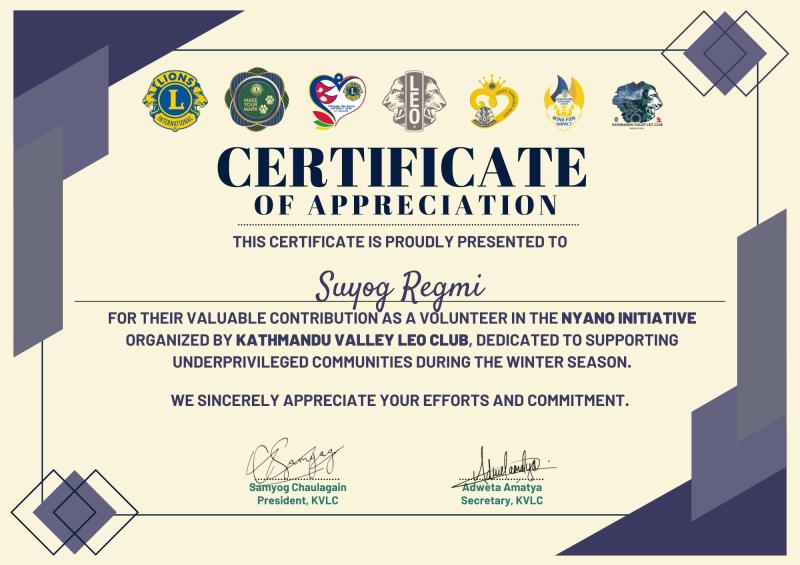 LIONS
L
INTERNATIONAL
MAKE
YOUR
MARK
LEO
BONA FIDE
IMPACT
KATHMANDU VALLEY LEO CLUB
CERTIFICATE
OF APPRECIATION
THIS CERTIFICATE IS PROUDLY PRESENTED TO
Suyog Regmi
FOR THEIR VALUABLE CONTRIBUTION AS A VOLUNTEER IN THE NYANO INITIATIVE
ORGANIZED BY KATHMANDU VALLEY LEO CLUB, DEDICATED TO SUPPORTING
UNDERPRIVILEGED COMMUNITIES DURING THE WINTER SEASON.
WE SINCERELY APPRECIATE YOUR EFFORTS AND COMMITMENT.
Samyog Chaulagain
President, KVLC
Adweta Amatya
Secretary, KVLC